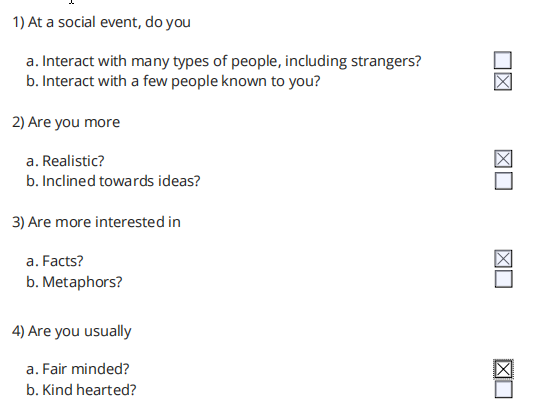 1) At a social event, do you
a. Interact with many types of people, including strangers?
b. Interact with a few people known to you?
2) Are you more
a. Realistic?
b. Inclined towards ideas?
3) Are more interested in
a. Facts?
b. Metaphors?
4) Are you usually
a. Fair minded?
b. Kind hearted?